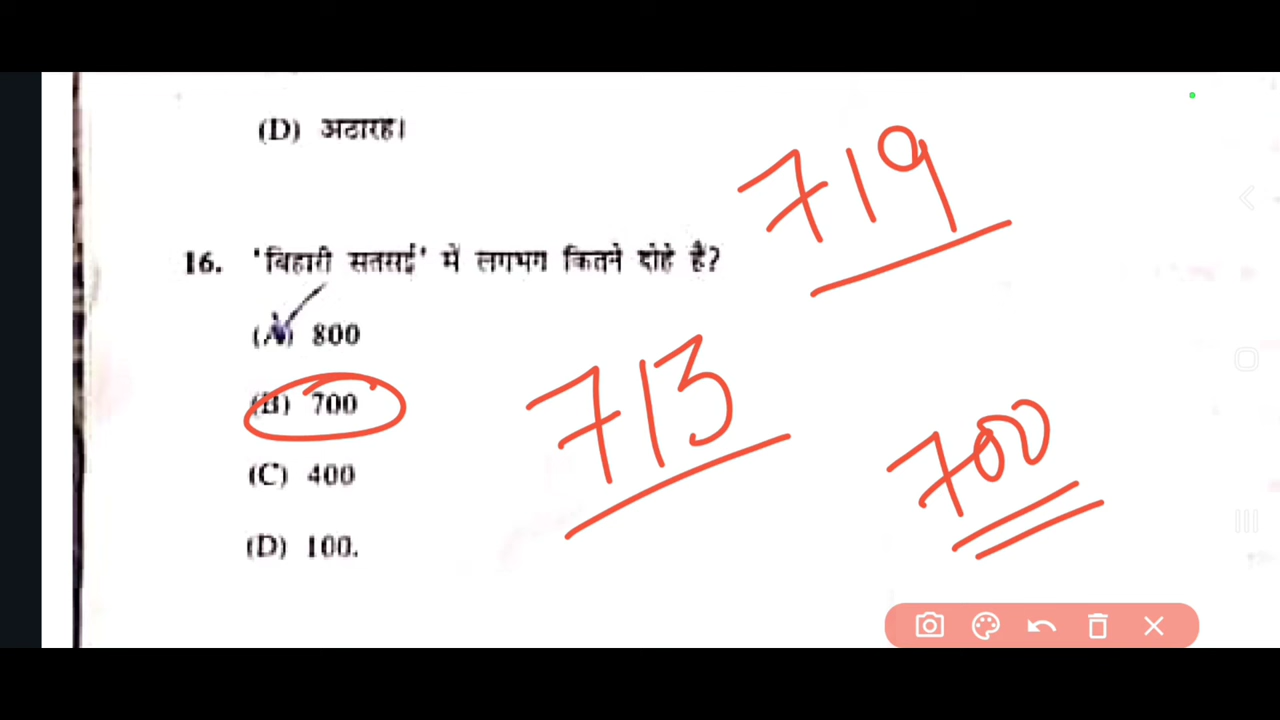 (D) अठारह।
719
16. 'बिहारी सतसई' में लगभग कितने दोहे है?
(A) 800
713
(B) 700
700
(C) 400
(D) 100.